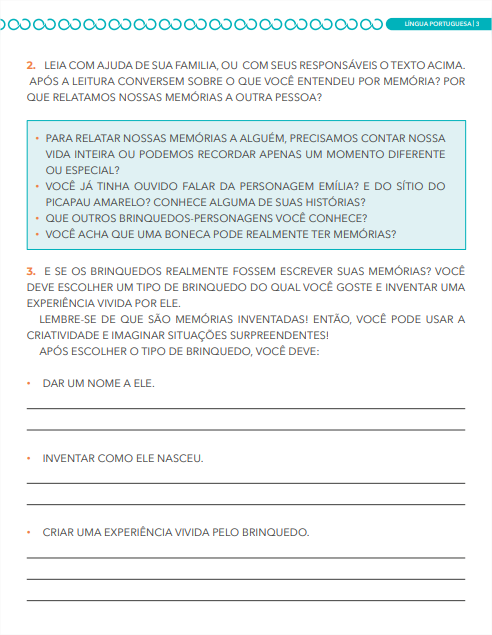 LÍNGUA PORTUGUESA | 3
2. LEIA COM AJUDA DE SUA FAMILIA, OU COM SEUS RESPONSÁVEIS O TEXTO ACIMA.
APÓS A LEITURA CONVERSEM SOBRE O QUE VOCÊ ENTENDEU POR MEMÓRIA? POR
QUE RELATAMOS NOSSAS MEMÓRIAS A OUTRA PESSOA?
• PARA RELATAR NOSSAS MEMÓRIAS A ALGUÉM, PRECISAMOS CONTAR NOSSA
VIDA INTEIRA OU PODEMOS RECORDAR APENAS UM MOMENTO DIFERENTE
OU ESPECIAL?
• VOCÊ JÁ TINHA OUVIDO FALAR DA PERSONAGEM EMÍLIA? E DO SÍTIO DO
PICAPAU AMARELO? CONHECE ALGUMA DE SUAS HISTÓRIAS?
• QUE OUTROS BRINQUEDOS-PERSONAGENS VOCÊ CONHECE?
• VOCÊ ACHA QUE UMA BONECA PODE REALMENTE TER MEMÓRIAS?
3. E SE OS BRINQUEDOS REALMENTE FOSSEM ESCREVER SUAS MEMÓRIAS? VOCÊ
DEVE ESCOLHER UM TIPO DE BRINQUEDO DO QUAL VOCÊ GOSTE E INVENTAR UMA
EXPERIÊNCIA VIVIDA POR ELE.
LEMBRE-SE DE QUE SÃO MEMÓRIAS INVENTADAS! ENTÃO, VOCÊ PODE USAR A
CRIATIVIDADE E IMAGINAR SITUAÇÕES SURPREENDENTES!
APÓS ESCOLHER O TIPO DE BRINQUEDO, VOCÊ DEVE:
• DAR UM NOME A ELE.
• INVENTAR COMO ELE NASCEU.
• CRIAR UMA EXPERIÊNCIA VIVIDA PELO BRINQUEDO.